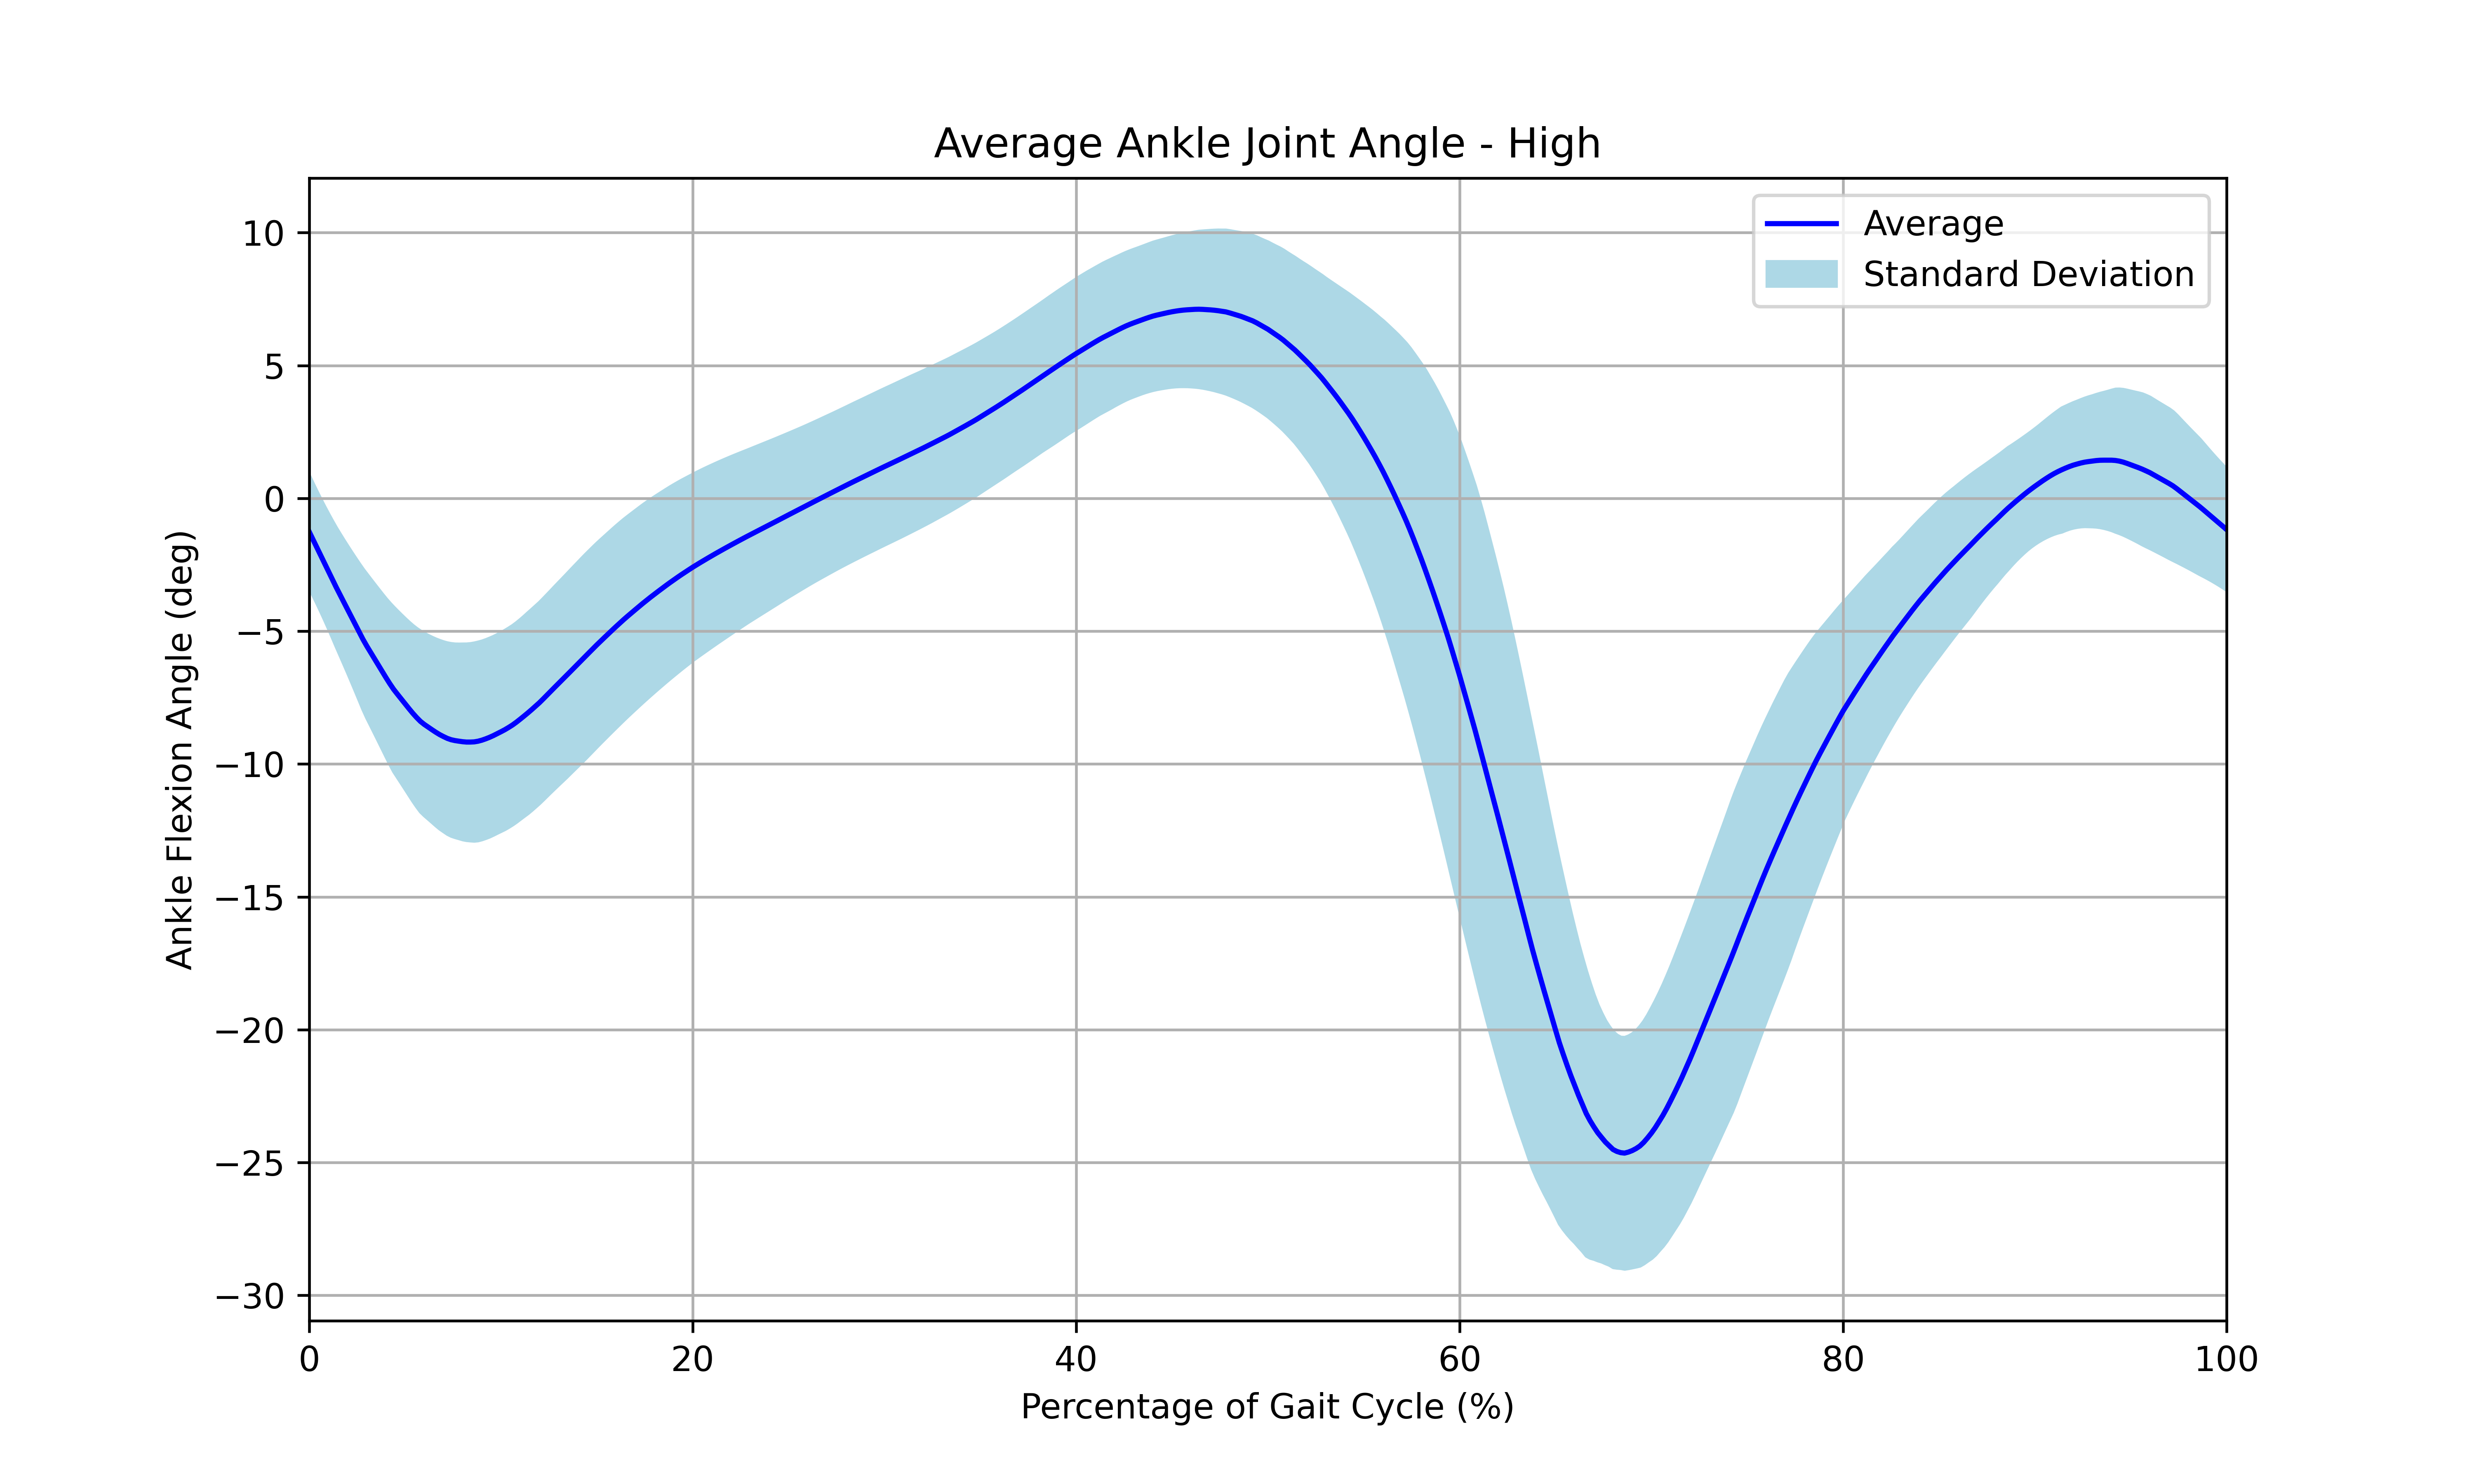 Average Ankle Joint Angle - High
Average
Standard Deviation
10
5
0
−5
−10
−15
−20
−25
−30
Ankle Flexion Angle (deg)
0 20 40 60 80 100
Percentage of Gait Cycle (%)